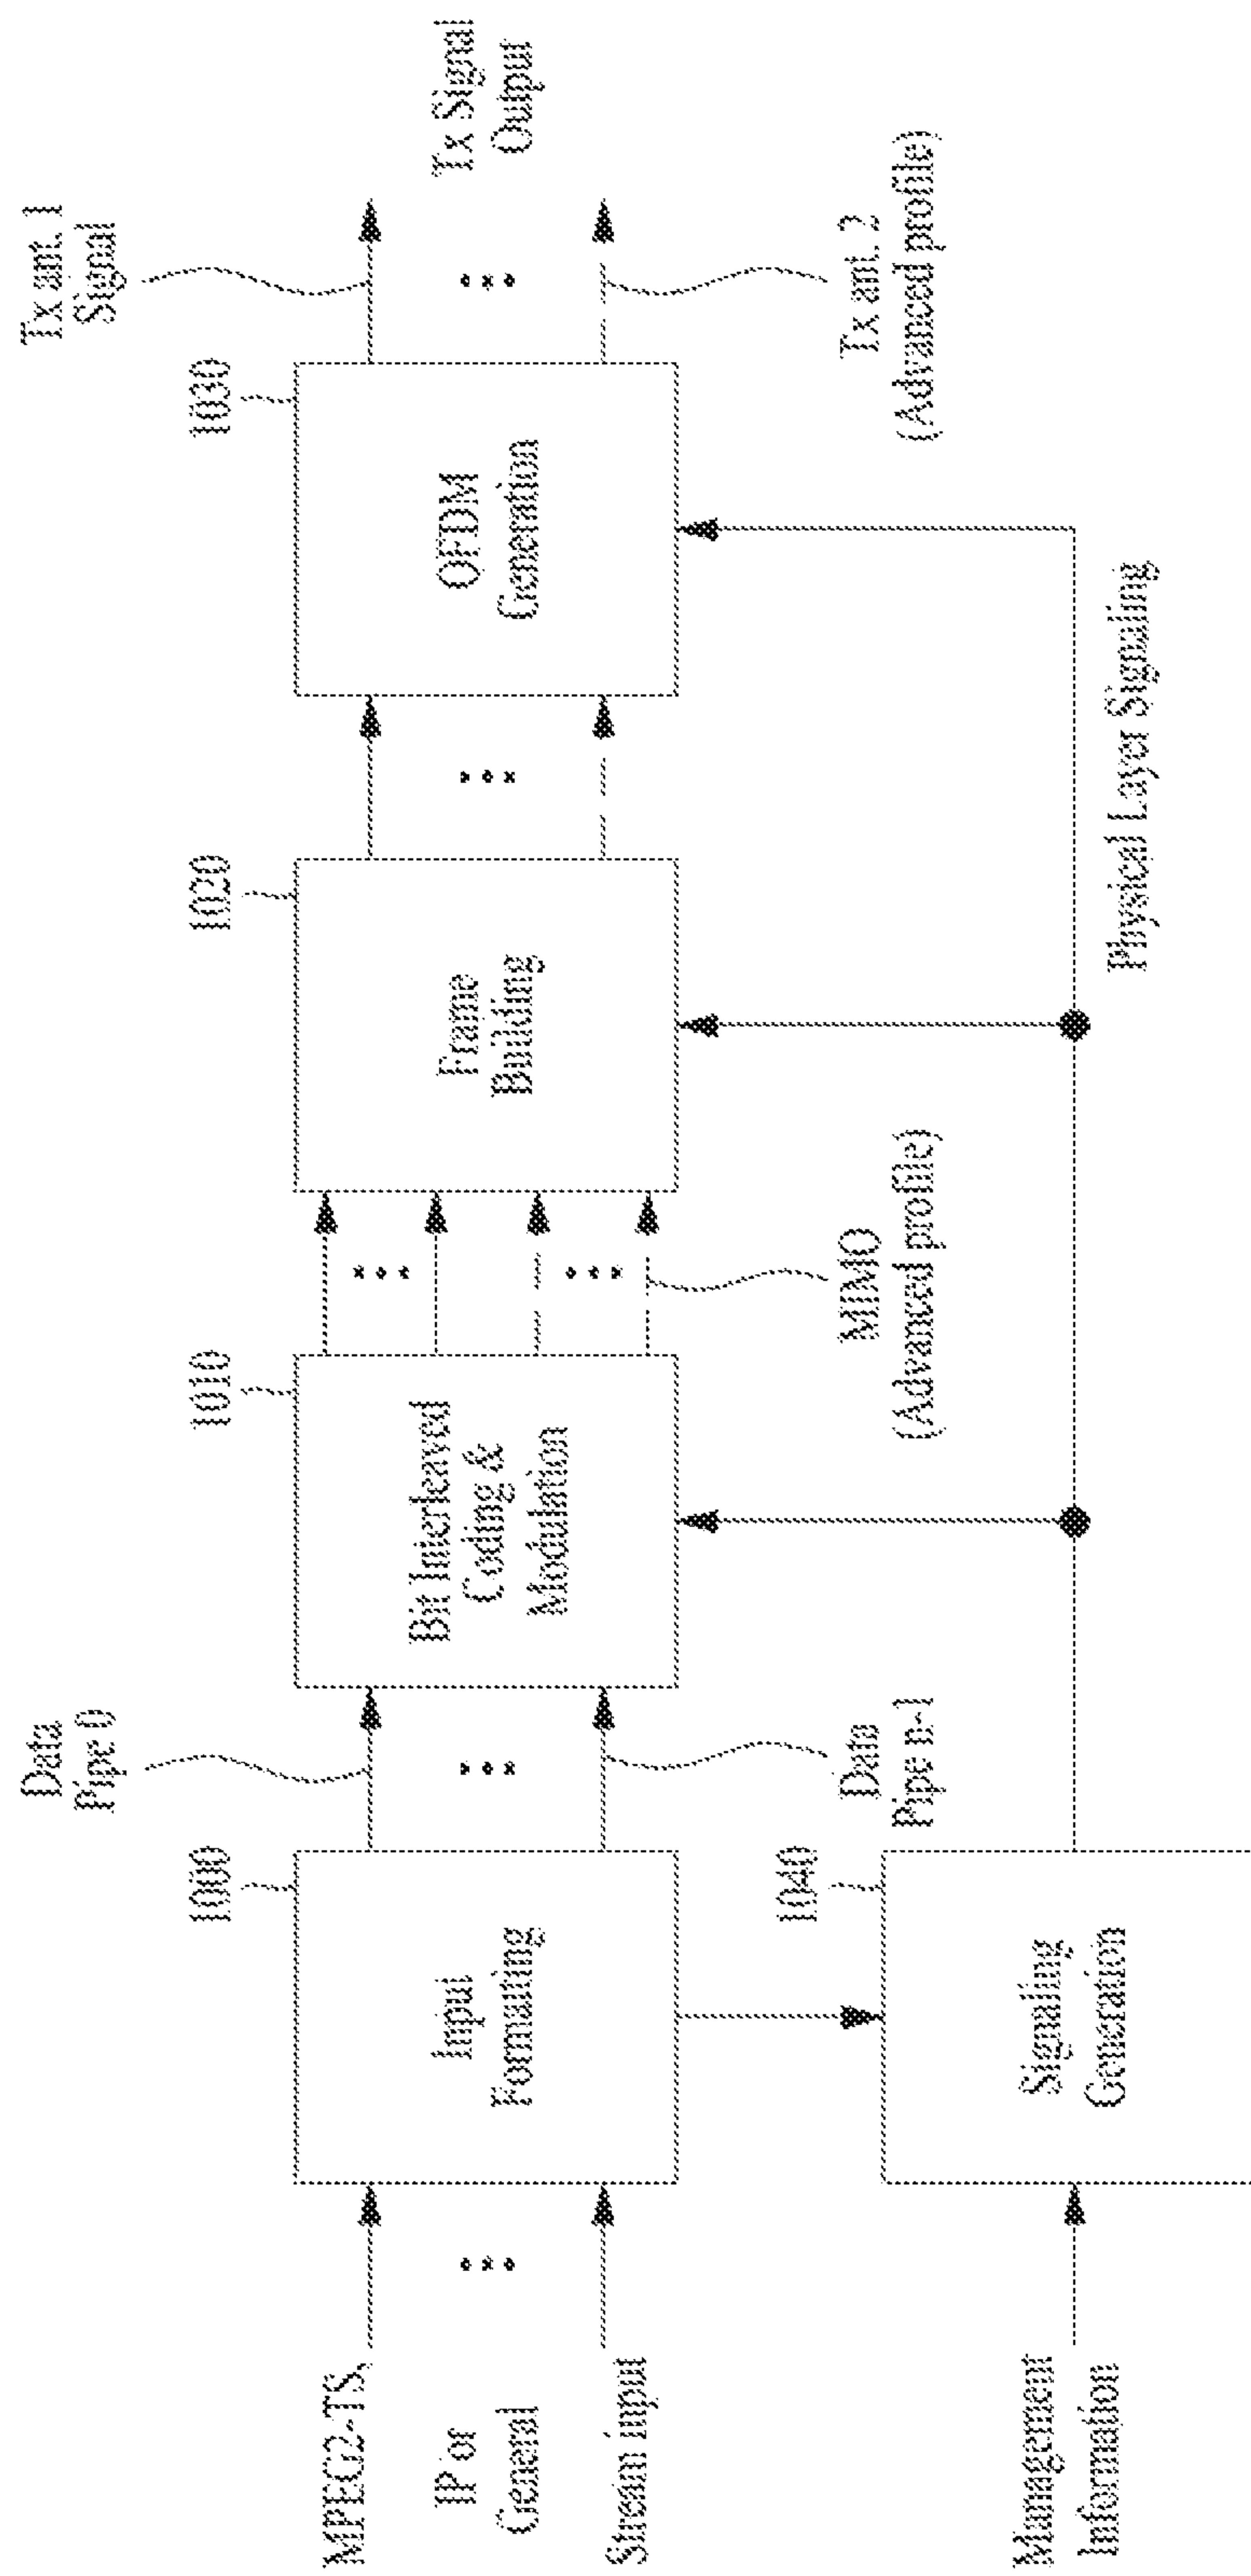 Tx ant. 1
Signal
Data
Pipe 0
1000
1010
1020
1030
MPEG2-TS,
IP or
General
Stream input
Input
Formatting
Bit Interleaved
Coding &
Modulation
Frame
Building
OFDM
Generation
Tx Signal
Output
Data
Pipe n-1
MIMO
(Advanced profile)
Tx ant. 2
(Advanced profile)
1040
Management
Information
Signaling
Generation
Physical Layer Signaling